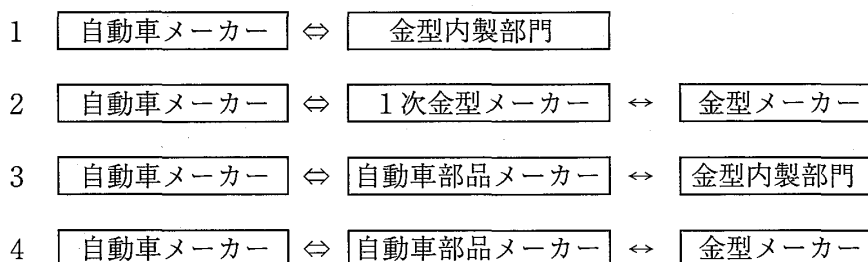 1 自動車メーカー ⇔ 金型内製部門
2 自動車メーカー ⇔ 1次金型メーカー ↔ 金型メーカー
3 自動車メーカー ⇔ 自動車部品メーカー ↔ 金型内製部門
4 自動車メーカー ⇔ 自動車部品メーカー ↔ 金型メーカー